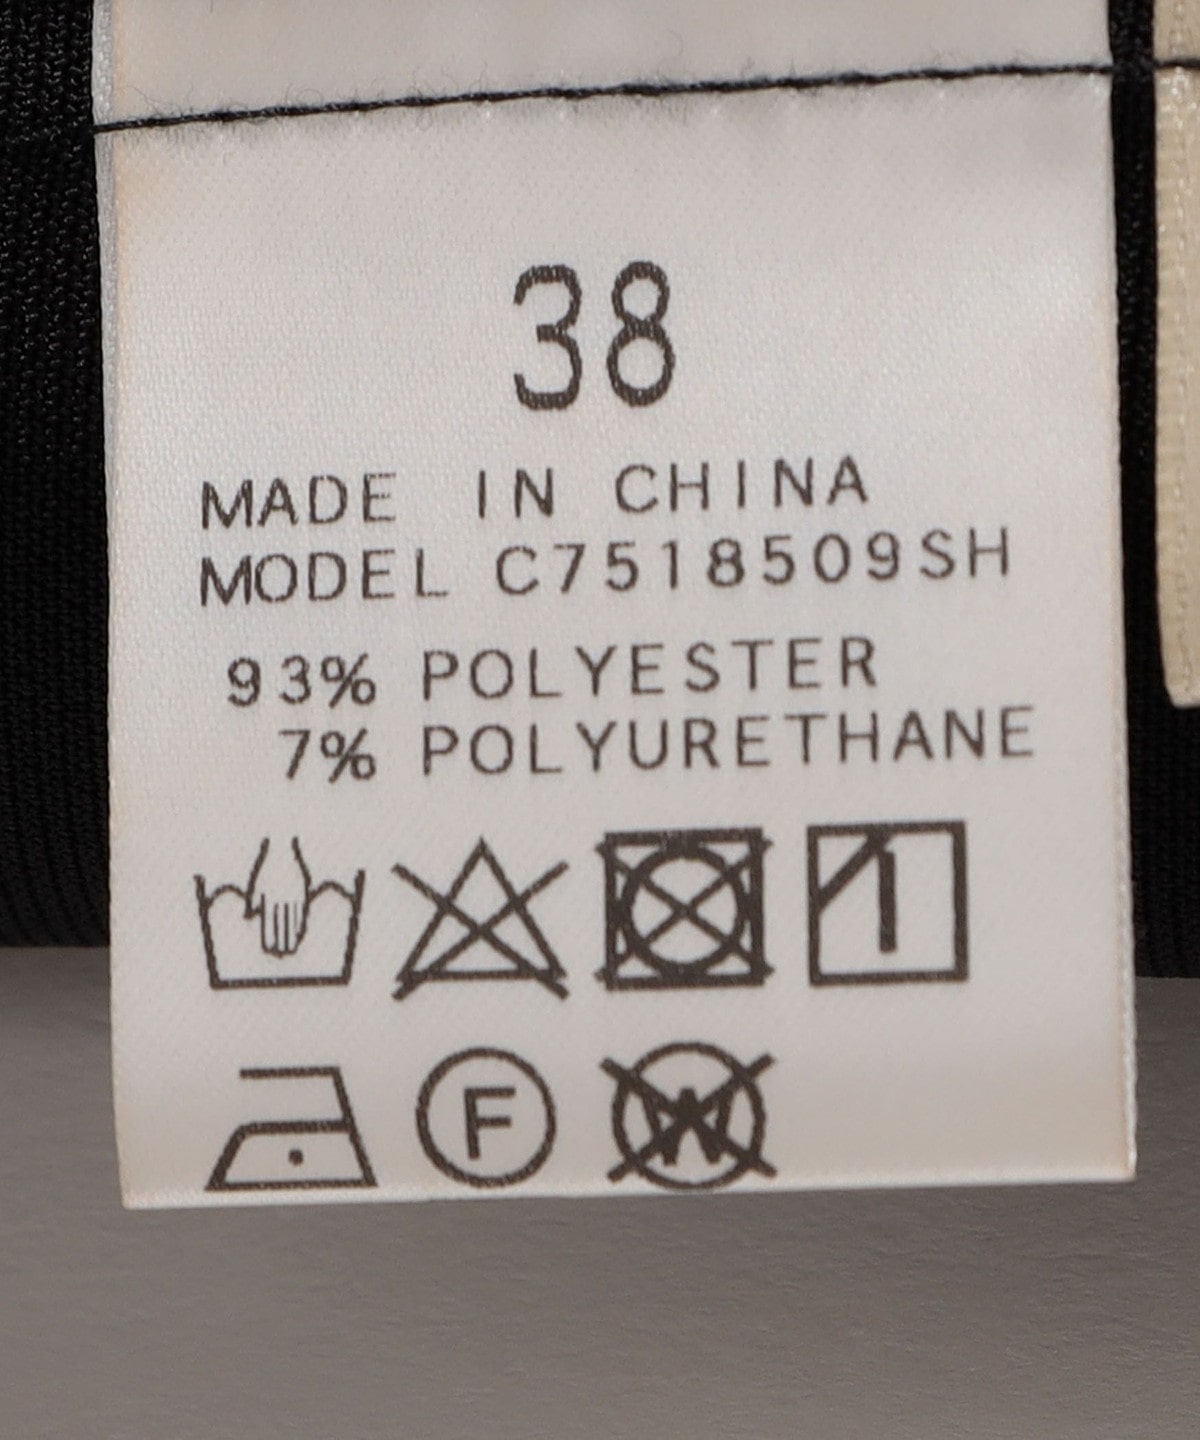 38
MADE IN CHINA
MODEL C7518509SH
93% POLYESTER
7% POLYURETHANE
F W